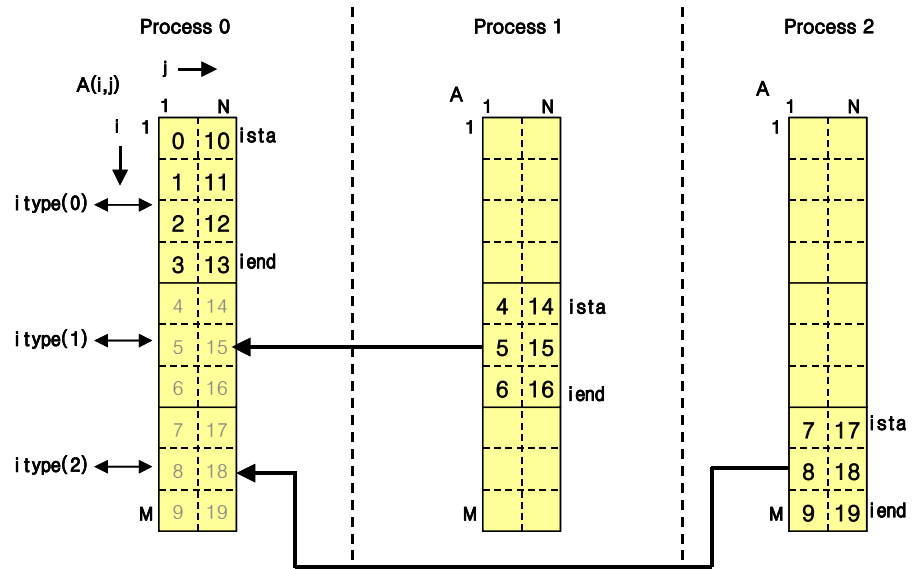 Process 0
Process 1
Process 2
j
A(i,j)
A
A
1 N
1 N
1 N
i
1
1
1
0 10 ista
1 11
itype(0)
2 12
3 13 iend
4 14
4 14 ista
itype(1)
5 15
5 15
6 16
6 16 iend
7 17
7 17 ista
itype(2)
8 18
8 18
M 9 19
M
M 9 19 iend